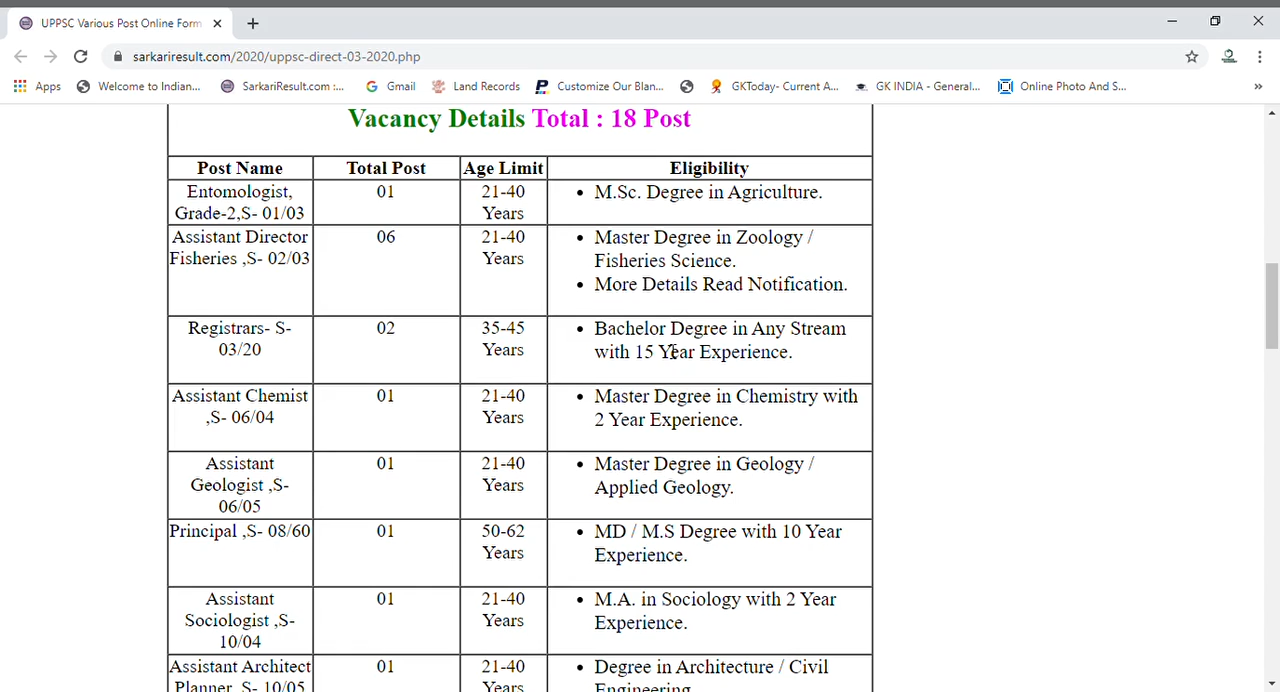 UPPSC Various Post Online Form
sarkariresult.com/2020/uppsc-direct-03-2020.php
Apps
Welcome to Indian...
SarkariResult.com :...
Gmail
Land Records
Customize Our Blan...
GKToday- Current A...
GK INDIA - General...
Online Photo And S...
»
Vacancy Details Total : 18 Post
Post Name
Total Post
Age Limit
Eligibility
Entomologist,
Grade-2,S- 01/03
01
21-40
Years
• M.Sc. Degree in Agriculture.
Assistant Director
Fisheries ,S- 02/03
06
21-40
Years
• Master Degree in Zoology /
Fisheries Science.
• More Details Read Notification.
Registrars- S-
03/20
02
35-45
Years
• Bachelor Degree in Any Stream
with 15 Year Experience.
Assistant Chemist
,S- 06/04
01
21-40
Years
• Master Degree in Chemistry with
2 Year Experience.
Assistant
Geologist ,S-
06/05
01
21-40
Years
• Master Degree in Geology /
Applied Geology.
Principal ,S- 08/60
01
50-62
Years
• MD / M.S Degree with 10 Year
Experience.
Assistant
Sociologist ,S-
10/04
01
21-40
Years
• M.A. in Sociology with 2 Year
Experience.
Assistant Architect
Planner, S- 10/05
01
21-40
Years
• Degree in Architecture / Civil
Engineering